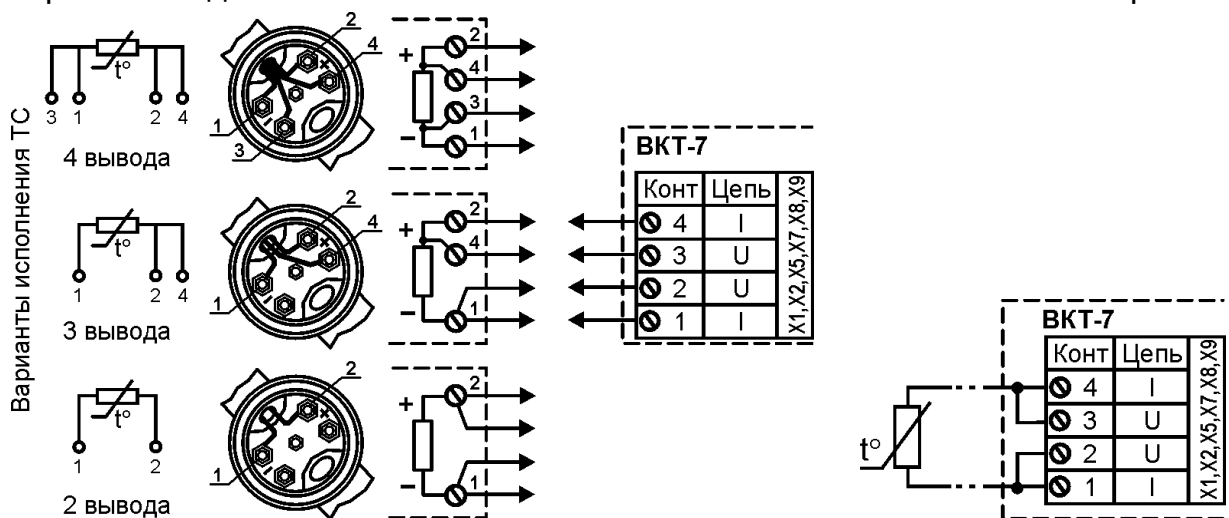 Варианты исполнения ТС
t°
3 1 2 4
4 вывода
2
4
1
3
+
–
2
4
3
1
t°
1 2 4
3 вывода
2
4
1
+
–
2
4
1
t°
1 2
2 вывода
2
1
+
–
2
1
ВКТ-7
Конт Цепь
4 I
3 U
2 U
1 I
X1,X2,X5,X7,X8,X9
t°
ВКТ-7
Конт Цепь
4 I
3 U
2 U
1 I
X1,X2,X5,X7,X8,X9